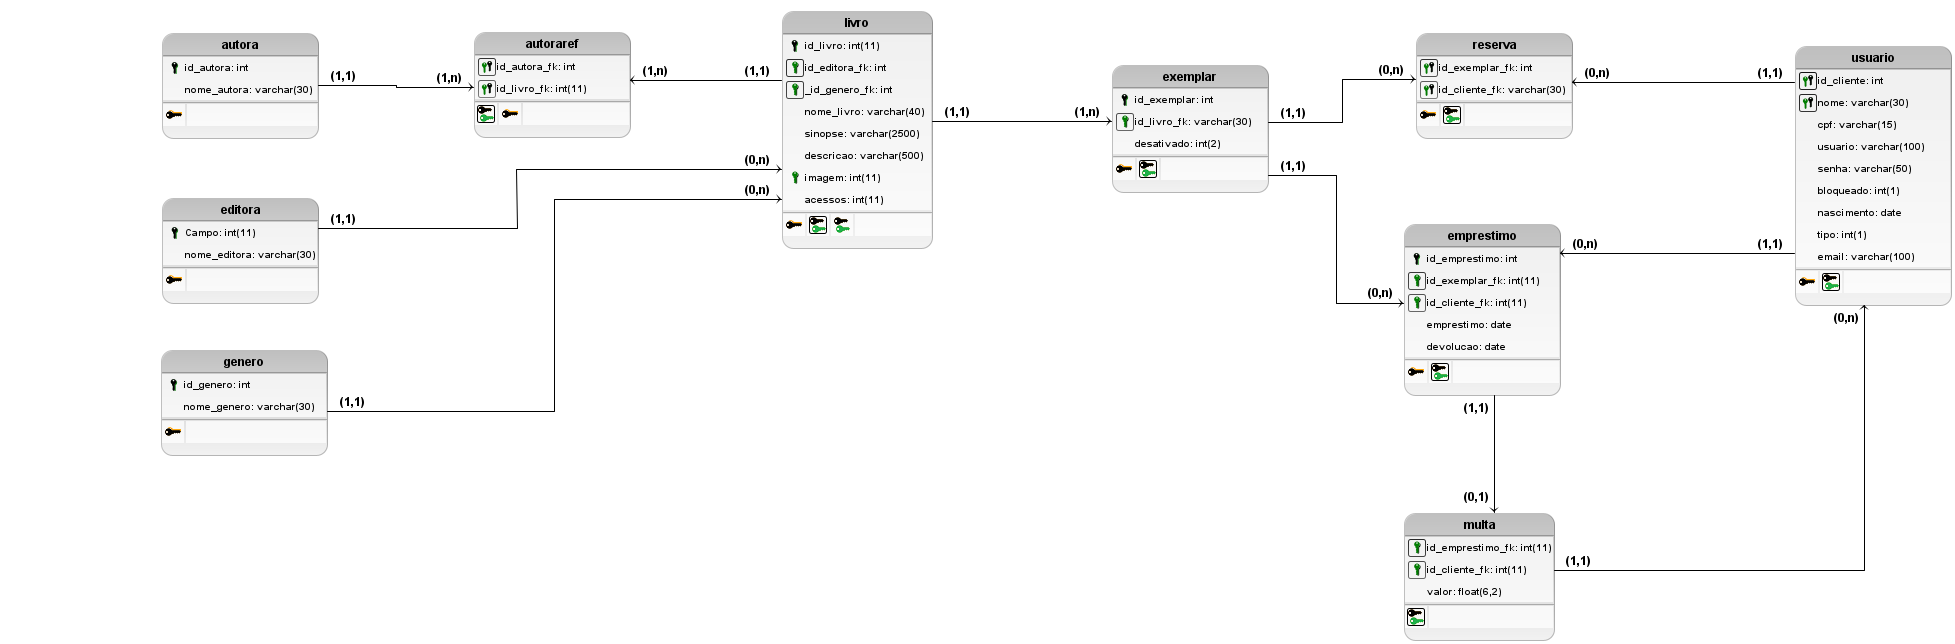 autora
id_autora: int
nome_autora: varchar(30)
(1,1)
(1,n)
autoraref
id_autora_fk: int
id_livro_fk: int(11)
(1,n)
(1,1)
livro
id_livro: int(11)
id_editora_fk: int
_id_genero_fk: int
nome_livro: varchar(40)
sinopse: varchar(2500)
descricao: varchar(500)
imagem: int(11)
acessos: int(11)
(0,n)
(0,n)
editora
Campo: int(11)
nome_editora: varchar(30)
(1,1)
genero
id_genero: int
nome_genero: varchar(30)
(1,1)
(1,1)
(1,n)
exemplar
id_exemplar: int
id_livro_fk: varchar(30)
desativado: int(2)
(1,1)
(0,n)
(1,1)
(0,n)
reserva
id_exemplar_fk: int
id_cliente_fk: varchar(30)
(0,n)
(1,1)
usuario
id_cliente: int
nome: varchar(30)
cpf: varchar(15)
usuario: varchar(100)
senha: varchar(50)
bloqueado: int(1)
nascimento: date
tipo: int(1)
email: varchar(100)
(0,n)
emprestimo
id_emprestimo: int
id_exemplar_fk: int(11)
id_cliente_fk: int(11)
emprestimo: date
devolucao: date
(0,n)
(1,1)
(1,1)
(0,1)
multa
id_emprestimo_fk: int(11)
id_cliente_fk: int(11)
valor: float(6,2)
(1,1)